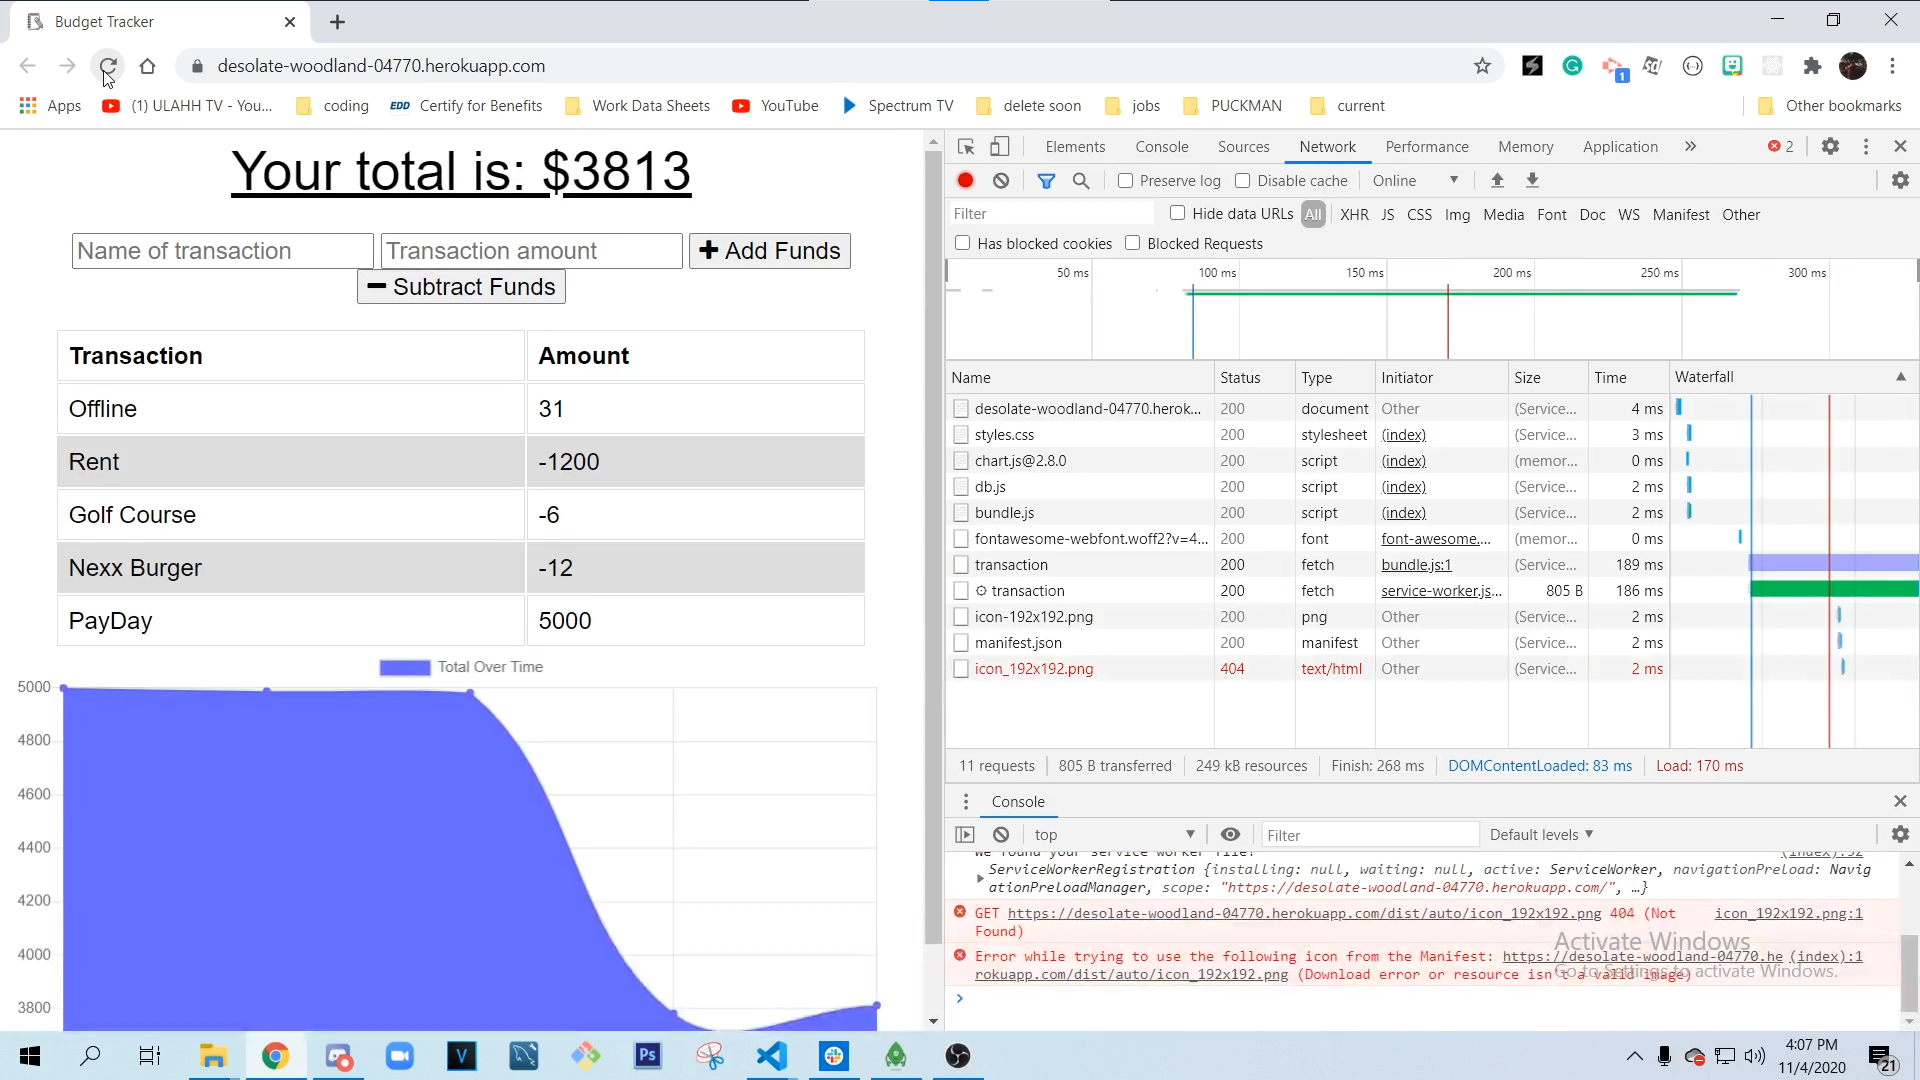 Budget Tracker
desolate-woodland-04770.herokuapp.com
1
Apps (1) ULAHH TV - You... coding EDD Certify for Benefits Work Data Sheets YouTube Spectrum TV delete soon jobs PUCKMAN current Other bookmarks
Your total is: $3813
Name of transaction Transaction amount Add Funds
Subtract Funds
Transaction Amount
Offline 31
Rent -1200
Golf Course -6
Nexx Burger -12
PayDay 5000
Total Over Time
5000
4800
4600
4400
4200
4000
3800
Elements Console Sources Network Performance Memory Application 2
Preserve log Disable cache Online
Filter Hide data URLs All XHR JS CSS Img Media Font Doc WS Manifest Other
Has blocked cookies Blocked Requests
50 ms 100 ms 150 ms 200 ms 250 ms 300 ms
Name Status Type Initiator Size Time Waterfall
desolate-woodland-04770.herok... 200 document Other (Service... 4 ms
styles.css 200 stylesheet (index) (Service... 3 ms
chart.js@2.8.0 200 script (index) (memor... 0 ms
db.js 200 script (index) (Service... 2 ms
bundle.js 200 script (index) (Service... 2 ms
fontawesome-webfont.woff2?v=4... 200 font font-awesome.... (memor... 0 ms
transaction 200 fetch bundle.js:1 (Service... 189 ms
transaction 200 fetch service-worker.js... 805 B 186 ms
icon-192x192.png 200 png Other (Service... 2 ms
manifest.json 200 manifest Other (Service... 2 ms
icon_192x192.png 404 text/html Other (Service... 2 ms
11 requests 805 B transferred 249 kB resources Finish: 268 ms DOMContentLoaded: 83 ms Load: 170 ms
Console
top Filter Default levels
We found your service worker file! (index):52
ServiceWorkerRegistration {installing: null, waiting: null, active: ServiceWorker, navigationPreload: Navig
ationPreloadManager, scope: "https://desolate-woodland-04770.herokuapp.com/", …}
GET https://desolate-woodland-04770.herokuapp.com/dist/auto/icon_192x192.png 404 (Not icon_192x192.png:1
Found)
Error while trying to use the following icon from the Manifest: https://desolate-woodland-04770.he (index):1
rokuapp.com/dist/auto/icon_192x192.png (Download error or resource isn't a valid image)
Activate Windows
Go to Settings to activate Windows.
V Ps
4:07 PM
11/4/2020
21